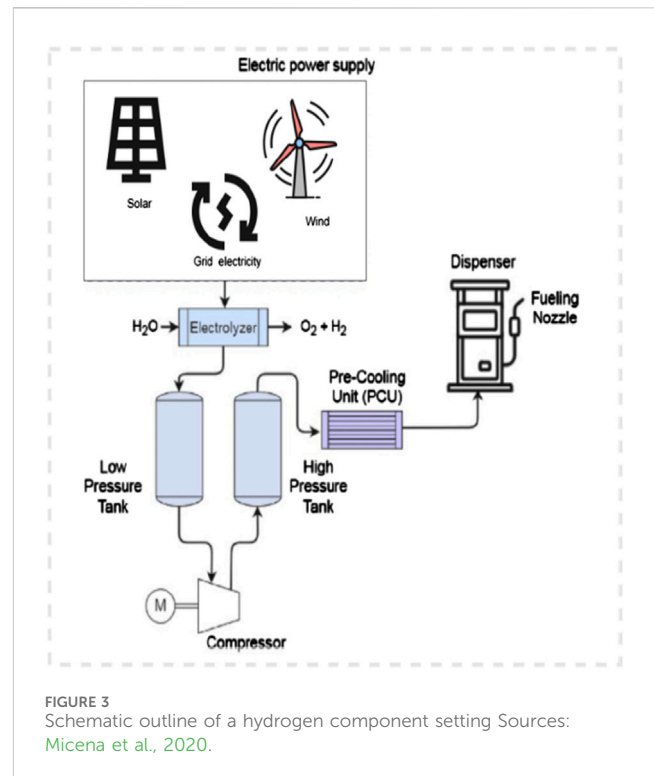 Electric power supply
Solar
Wind
Grid electricity
Dispenser
Fueling
Nozzle
H₂O
Electrolyzer
O₂ + H₂
Pre-Cooling
Unit (PCU)
Low
Pressure
Tank
High
Pressure
Tank
M
Compressor
FIGURE 3
Schematic outline of a hydrogen component setting Sources:
Micena et al., 2020.